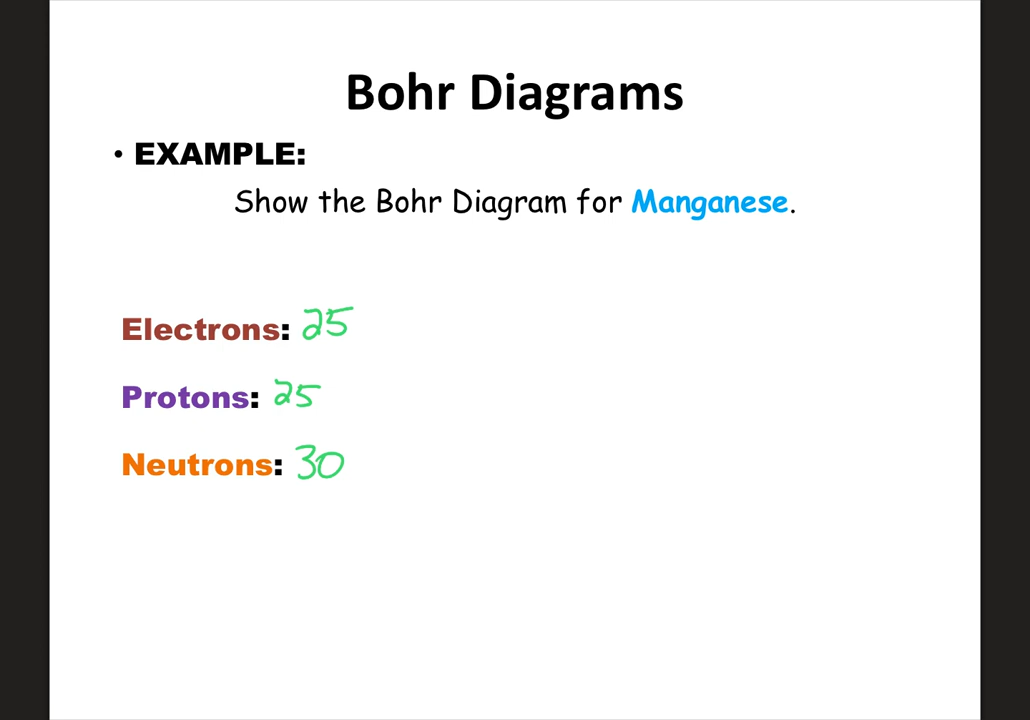 Bohr Diagrams
• EXAMPLE:
Show the Bohr Diagram for Manganese.
Electrons: 25
Protons: 25
Neutrons: 30